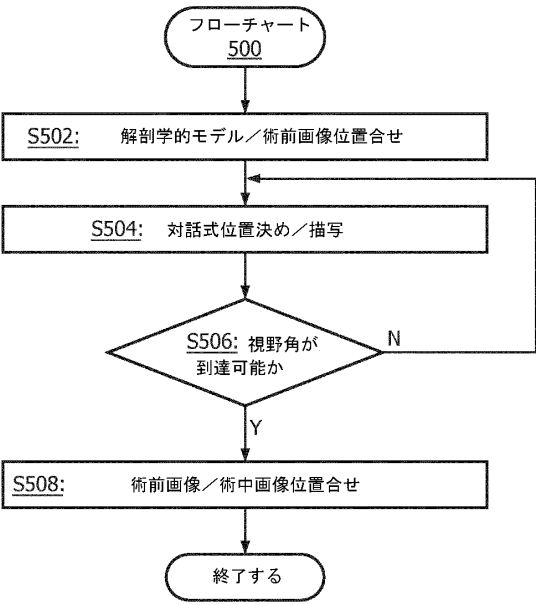 フローチャート
500
S502: 解剖学的モデル／術前画像位置合せ
S504: 対話式位置決め／描写
S506: 視野角が
到達可能か
N
Y
S508: 術前画像／術中画像位置合せ
終了する